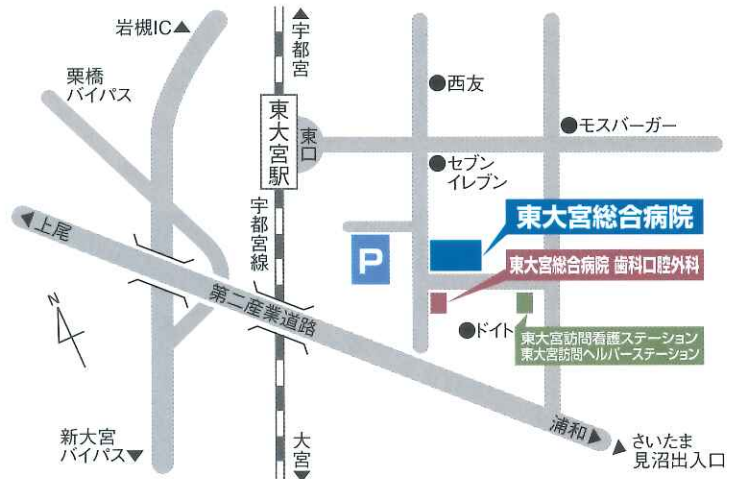 岩槻IC▲
▲宇都宮
栗橋
バイパス
●西友
東大宮駅
東口
●モスバーガー
●セブン
イレブン
宇都宮線
東大宮総合病院
◀上尾
P
東大宮総合病院 歯科口腔外科
N
第二産業道路
●ドイト
東大宮訪問看護ステーション
東大宮訪問ヘルパーステーション
新大宮
バイパス▼
大宮▼
浦和▶
▲さいたま
見沼出入口